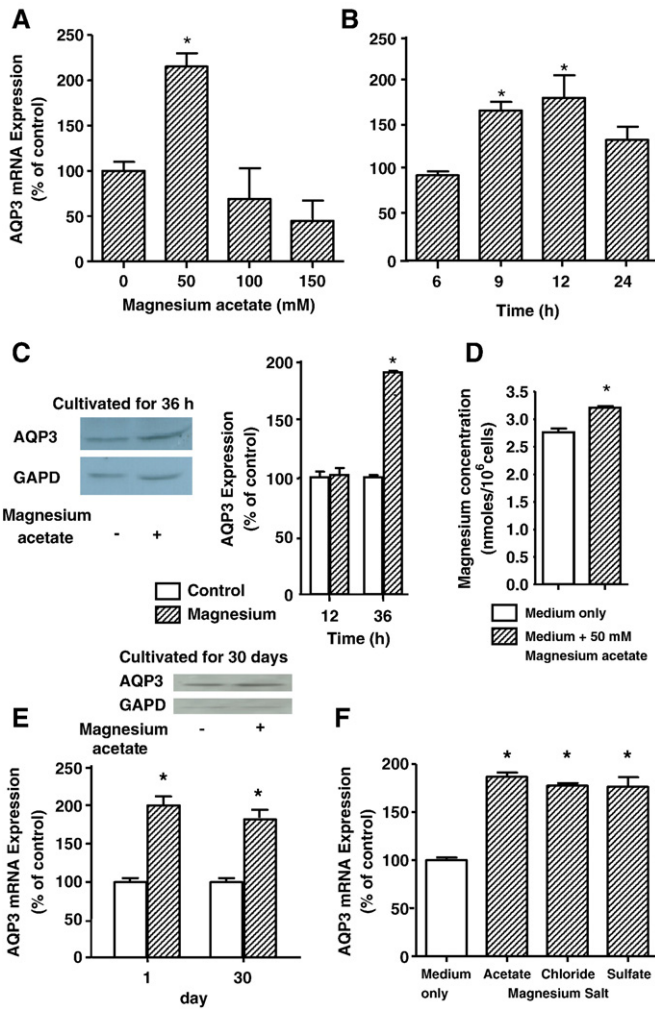 A
AQP3 mRNA Expression
(% of control)
250
200
150
100
50
0
*
0 50 100 150
Magnesium acetate (mM)
B
250
200
150
100
50
0
* *
6 9 12 24
Time (h)
C
Cultivated for 36 h
AQP3
GAPD
Magnesium
acetate - +
Control
Magnesium
AQP3 Expression
(% of control)
200
150
100
50
0
*
12 36
Time (h)
D
Magnesium concentration
(nmoles/10⁶cells)
3.5
3.0
2.5
2.0
1.5
1.0
0.5
0.0
*
Medium only
Medium + 50 mM
Magnesium acetate
Cultivated for 30 days
AQP3
GAPD
Magnesium
acetate - +
E
AQP3 mRNA Expression
(% of control)
250
200
150
100
50
0
* *
1 30
day
F
AQP3 mRNA Expression
(% of control)
200
150
100
50
0
* * *
Medium
only
Acetate Chloride Sulfate
Magnesium Salt